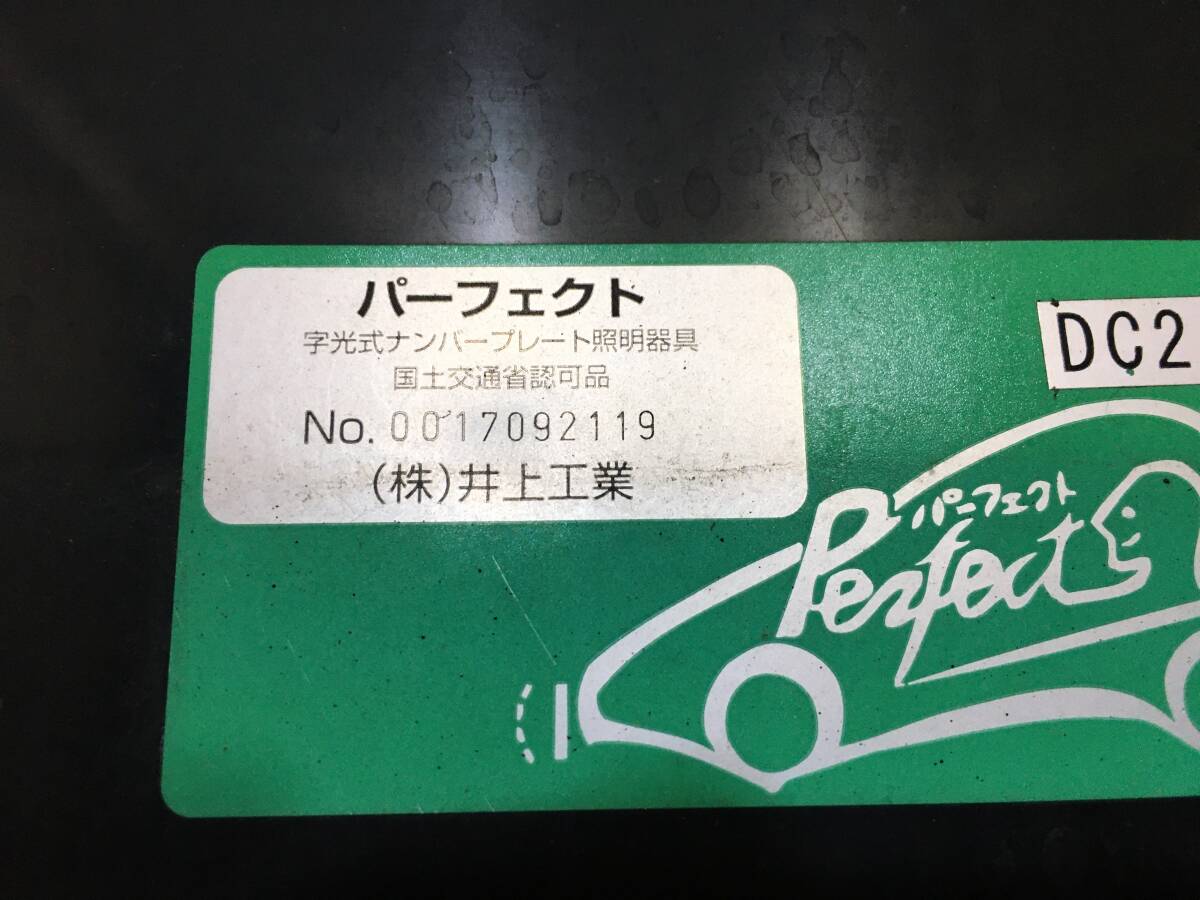 パーフェクト
字光式ナンバープレート照明器具
国土交通省認可品
No. 0017092119
(株)井上工業
DC2
パーフェクト
Perfect